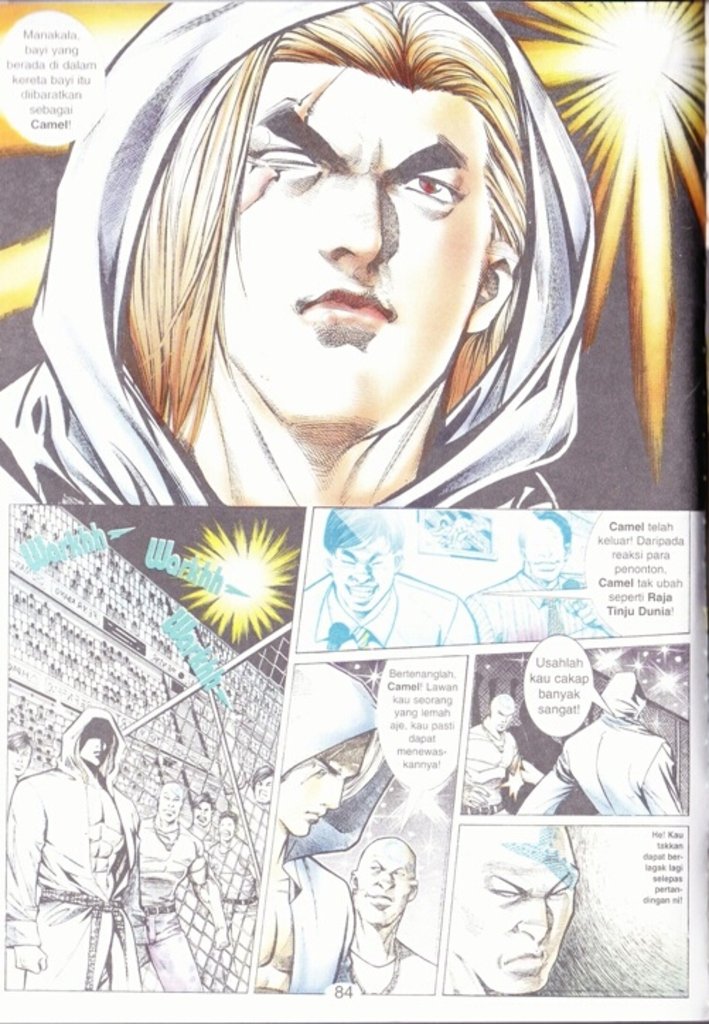 Manakala,
bayi yang
berada di dalam
kereta bayi itu
diibaratkan
sebagai
Camel!
Workhh
Workhh
Workhh
Camel telah
keluar! Daripada
reaksi para
penonton,
Camel tak ubah
seperti Raja
Tinju Dunia!
Bertenanglah,
Camel! Lawan
kau seorang
yang lemah
aje, kau pasti
dapat
menewas-
kannya!
Usahlah
kau cakap
banyak
sangat!
He! Kau
takkan
dapat ber-
lagak lagi
selepas
pertan-
dingan ni!
84